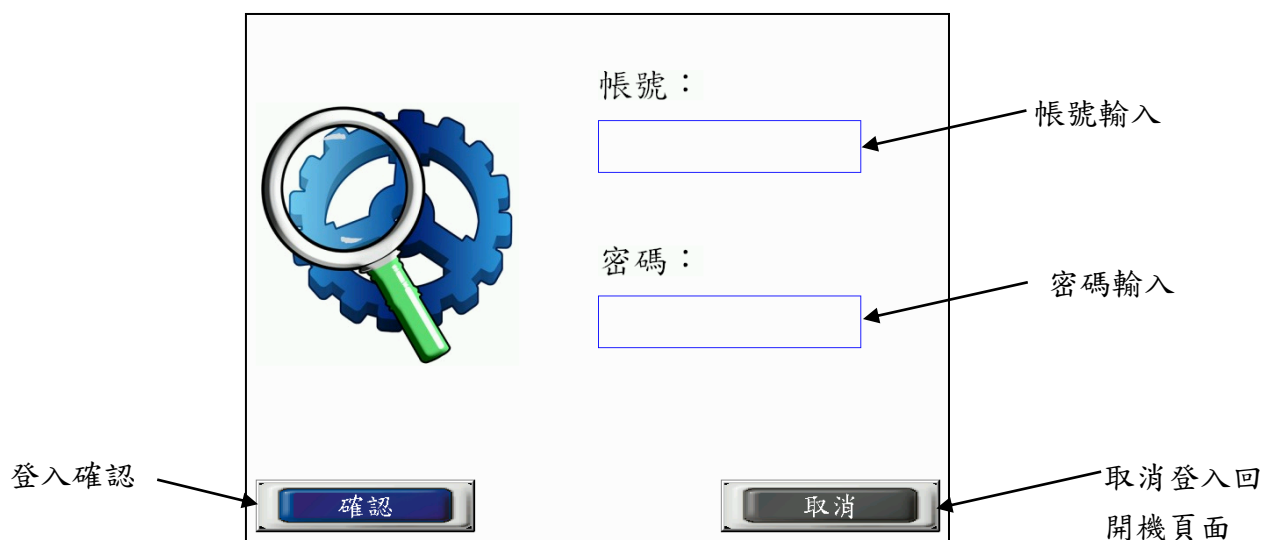 帳號：
帳號輸入
密碼：
密碼輸入
登入確認
確認
取消
取消登入回
開機頁面